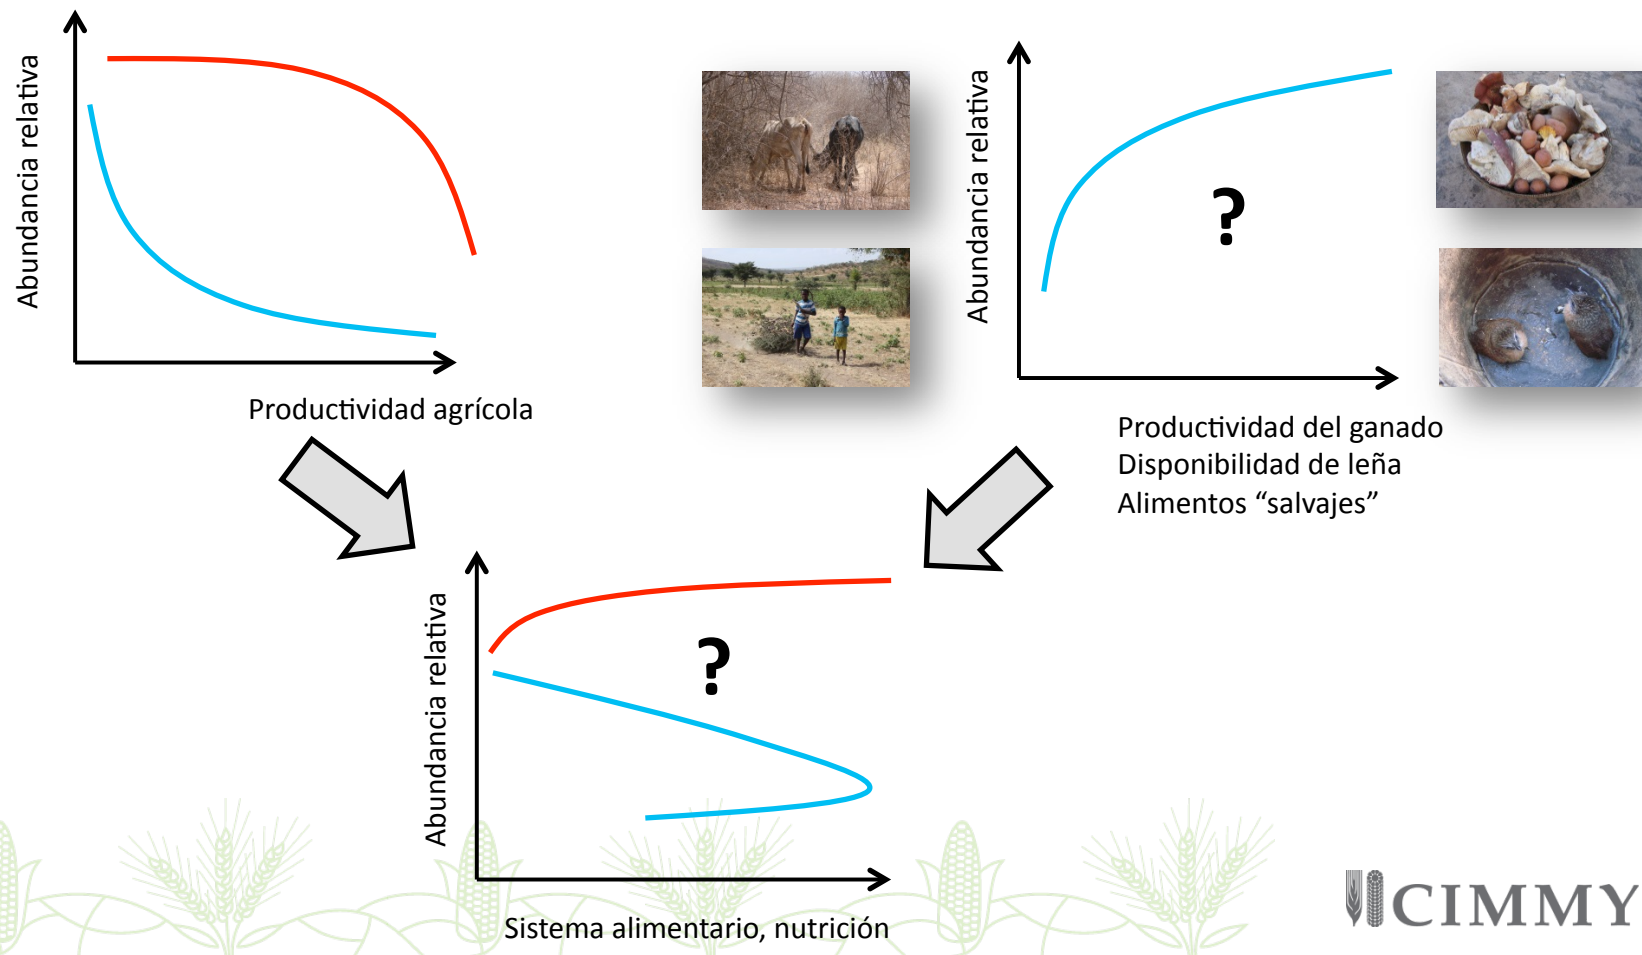 Abundancia relativa
Productividad agrícola
Abundancia relativa
?
Productividad del ganado
Disponibilidad de leña
Alimentos “salvajes”
Abundancia relativa
?
Sistema alimentario, nutrición
CIMMY